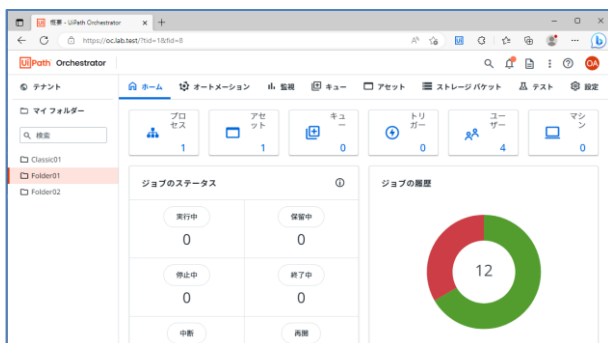 概要 - UiPath Orchestrator
https://oc.lab.test/?tid=1&fid=8
UiPath Orchestrator
OA
テナント
ホーム オートメーション 監視 キュー アセット ストレージ バケット テスト 設定
マイ フォルダー
検索
Classic01
Folder01
Folder02
プロセス
1
アセット
1
キュー
0
トリガー
0
ユーザー
4
マシン
0
ジョブのステータス
実行中
0
保留中
0
停止中
0
終了中
0
中断
再開
ジョブの履歴
12